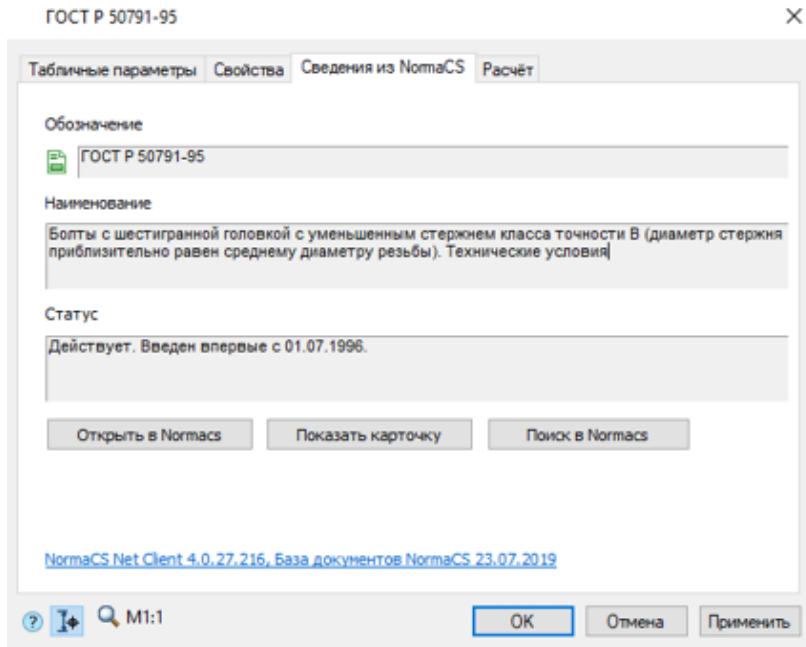 ГОСТ Р 50791-95
Табличные параметры Свойства Сведения из NormaCS Расчёт
Обозначение
ГОСТ Р 50791-95
Наименование
Болты с шестигранной головкой с уменьшенным стержнем класса точности В (диаметр стержня
приблизительно равен среднему диаметру резьбы). Технические условия
Статус
Действует. Введен впервые с 01.07.1996.
Открыть в Normacs Показать карточку Поиск в Normacs
NormaCS Net Client 4.0.27.216, База документов NormaCS 23.07.2019
? М1:1 OK Отмена Применить